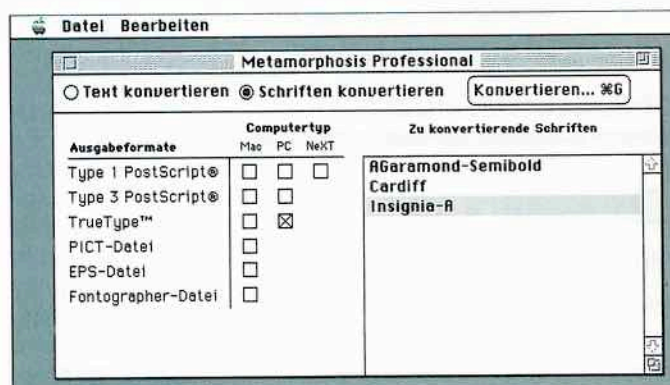 Datei Bearbeiten
Metamorphosis Professional
Text konvertieren Schriften konvertieren Konvertieren... ⌘G
Computertyp Zu konvertierende Schriften
Ausgabeformate Mac PC NeXT
Type 1 PostScript®
Type 3 PostScript®
TrueType™
PICT-Datei
EPS-Datei
Fontographer-Datei
AGaramond-Semibold
Cardiff
Insignia-A